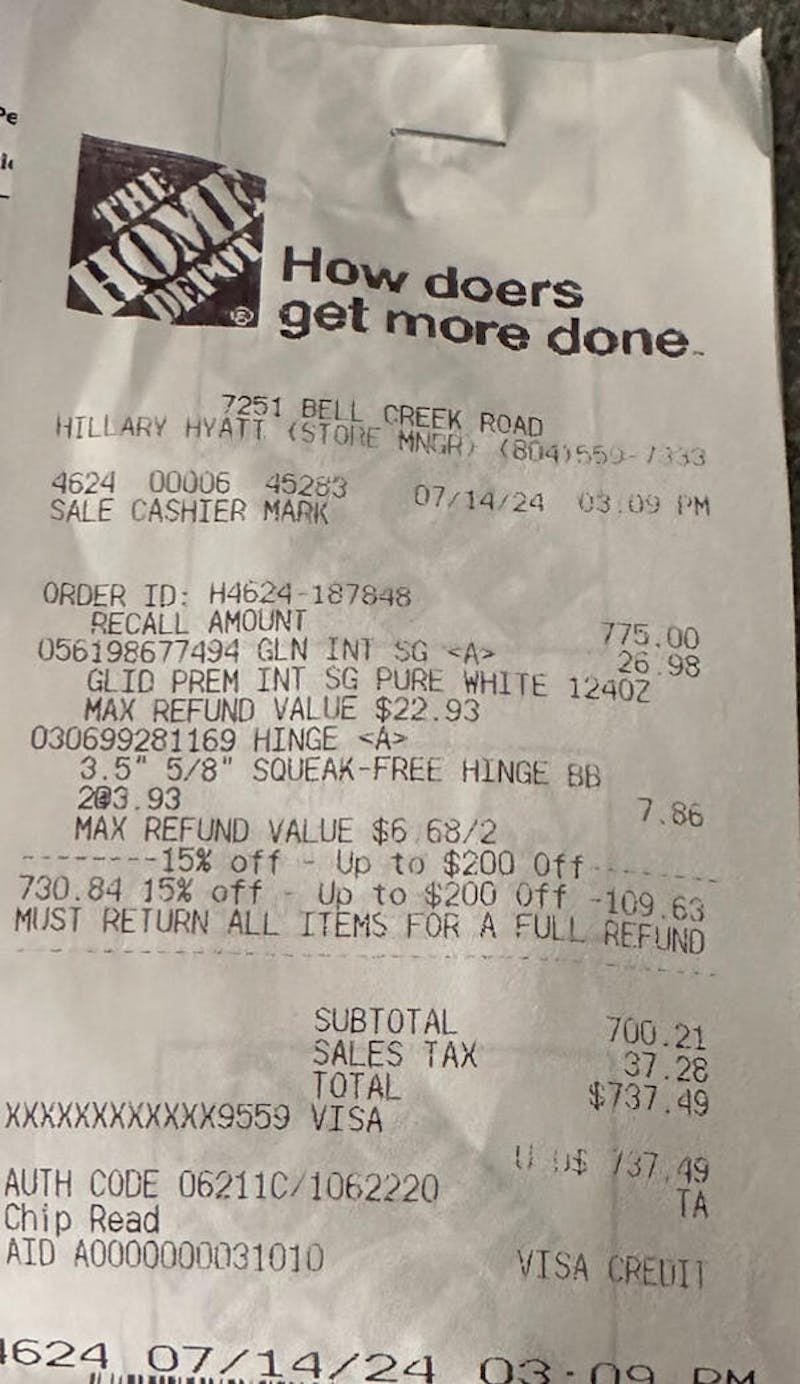 THE
HOME
DEPOT®
How doers
get more done.™
7251 BELL CREEK ROAD
HILLARY HYATT (STORE MNGR) (804)559-7333
4624 00006 45283 07/14/24 03:09 PM
SALE CASHIER MARK
ORDER ID: H4624-187848
RECALL AMOUNT 775.00
056198677494 GLN INT SG <A> 26.98
GLID PREM INT SG PURE WHITE 124OZ
MAX REFUND VALUE $22.93
030699281169 HINGE <A>
3.5" 5/8" SQUEAK-FREE HINGE BB
2@3.93 7.86
MAX REFUND VALUE $6.68/2
--------15% off - Up to $200 Off-------
730.84 15% off - Up to $200 Off -109.63
MUST RETURN ALL ITEMS FOR A FULL REFUND
SUBTOTAL 700.21
SALES TAX 37.28
TOTAL $737.49
XXXXXXXXXXXX9559 VISA
USD$ 737.49
AUTH CODE 06211C/1062220 TA
Chip Read
AID A0000000031010 VISA CREDIT
4624 07/14/24 03:09 PM